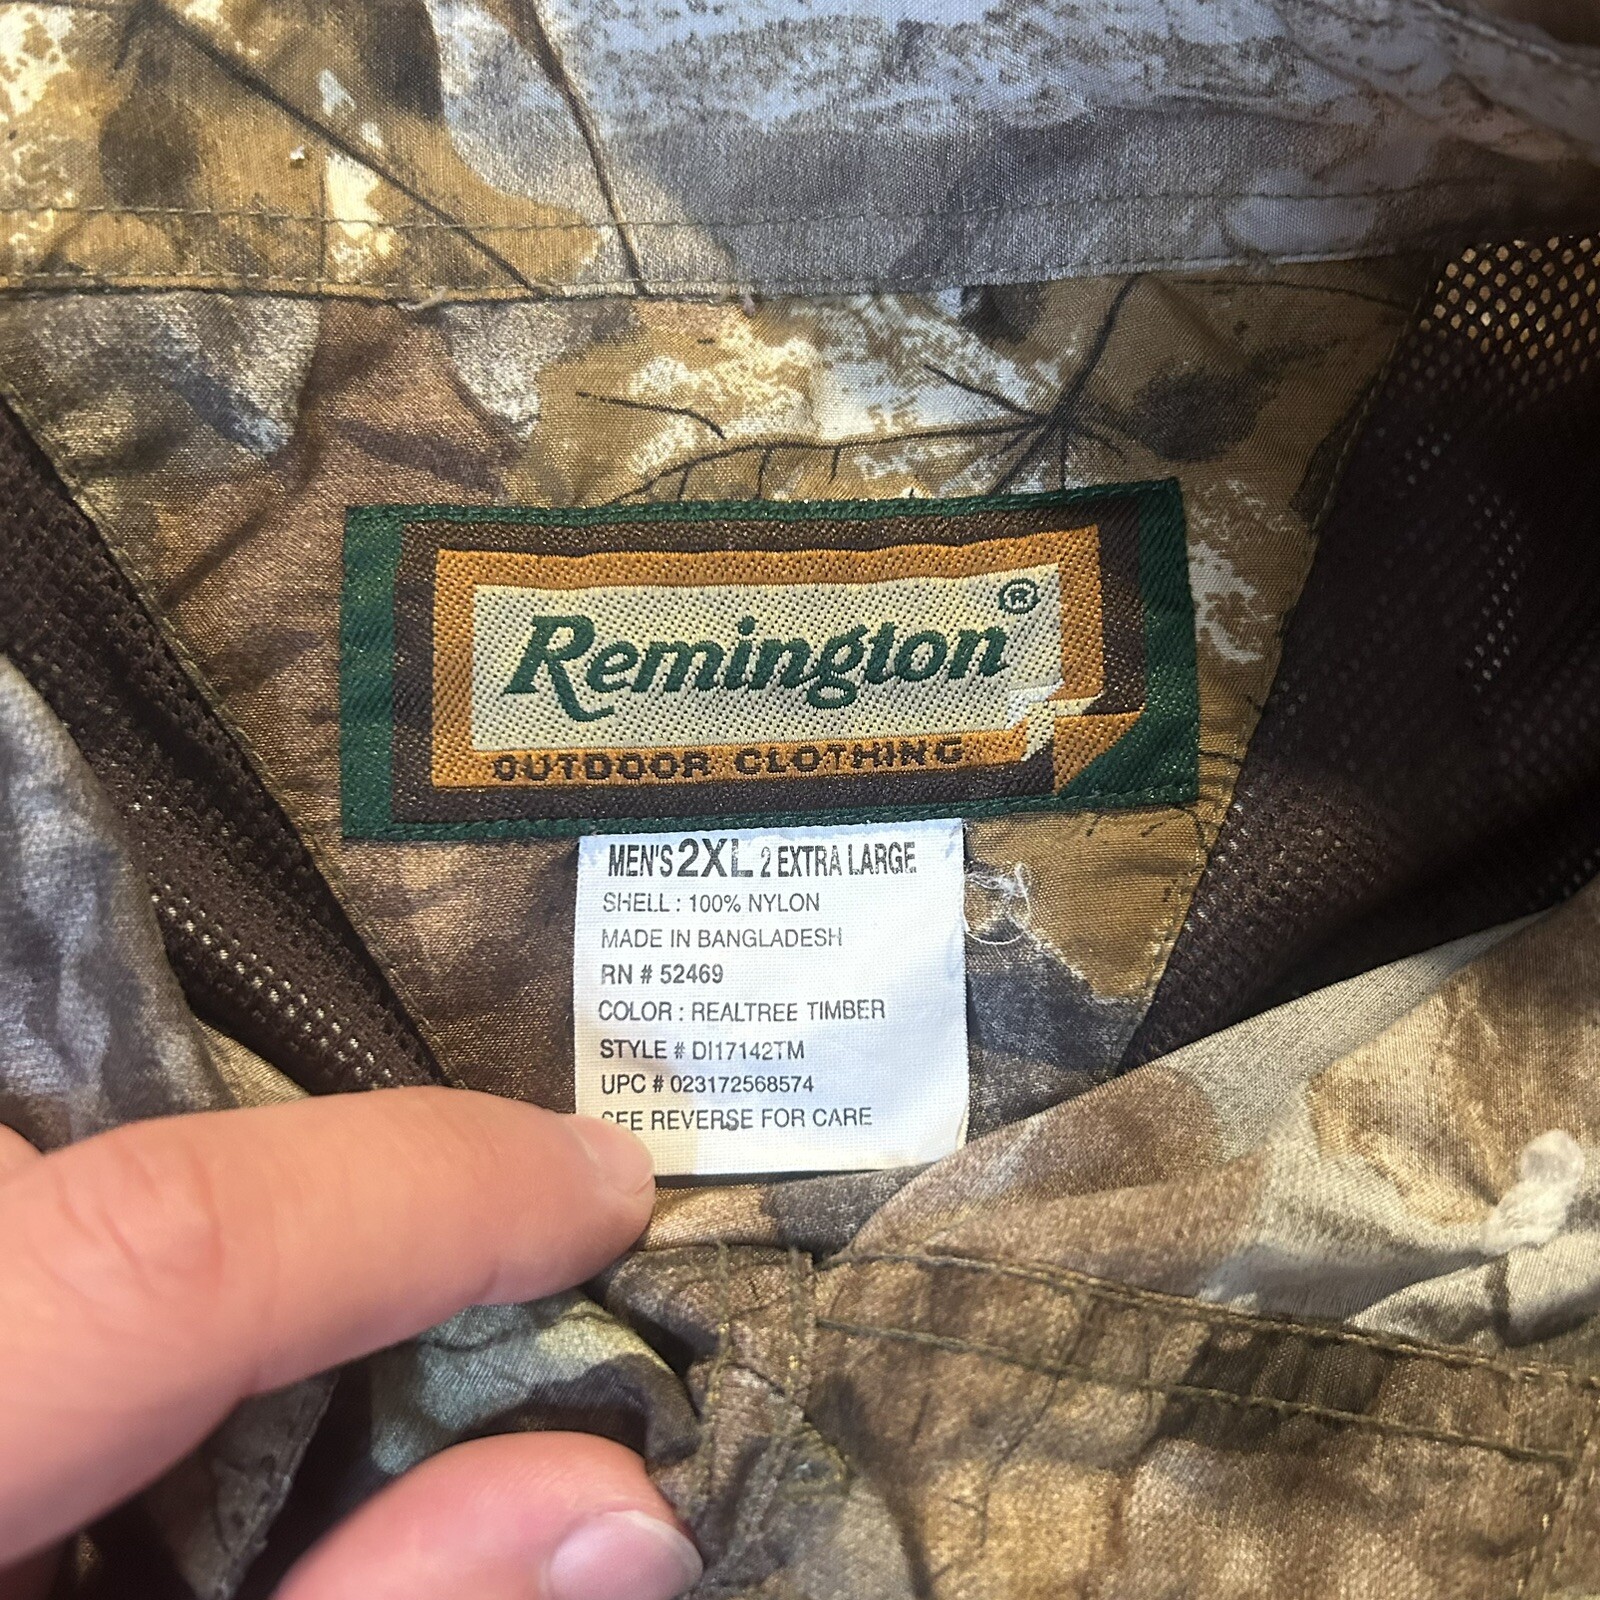 Remington®
OUTDOOR CLOTHING
MEN'S 2XL 2 EXTRA LARGE
SHELL : 100% NYLON
MADE IN BANGLADESH
RN # 52469
COLOR : REALTREE TIMBER
STYLE # DI17142TM
UPC # 023172568574
SEE REVERSE FOR CARE